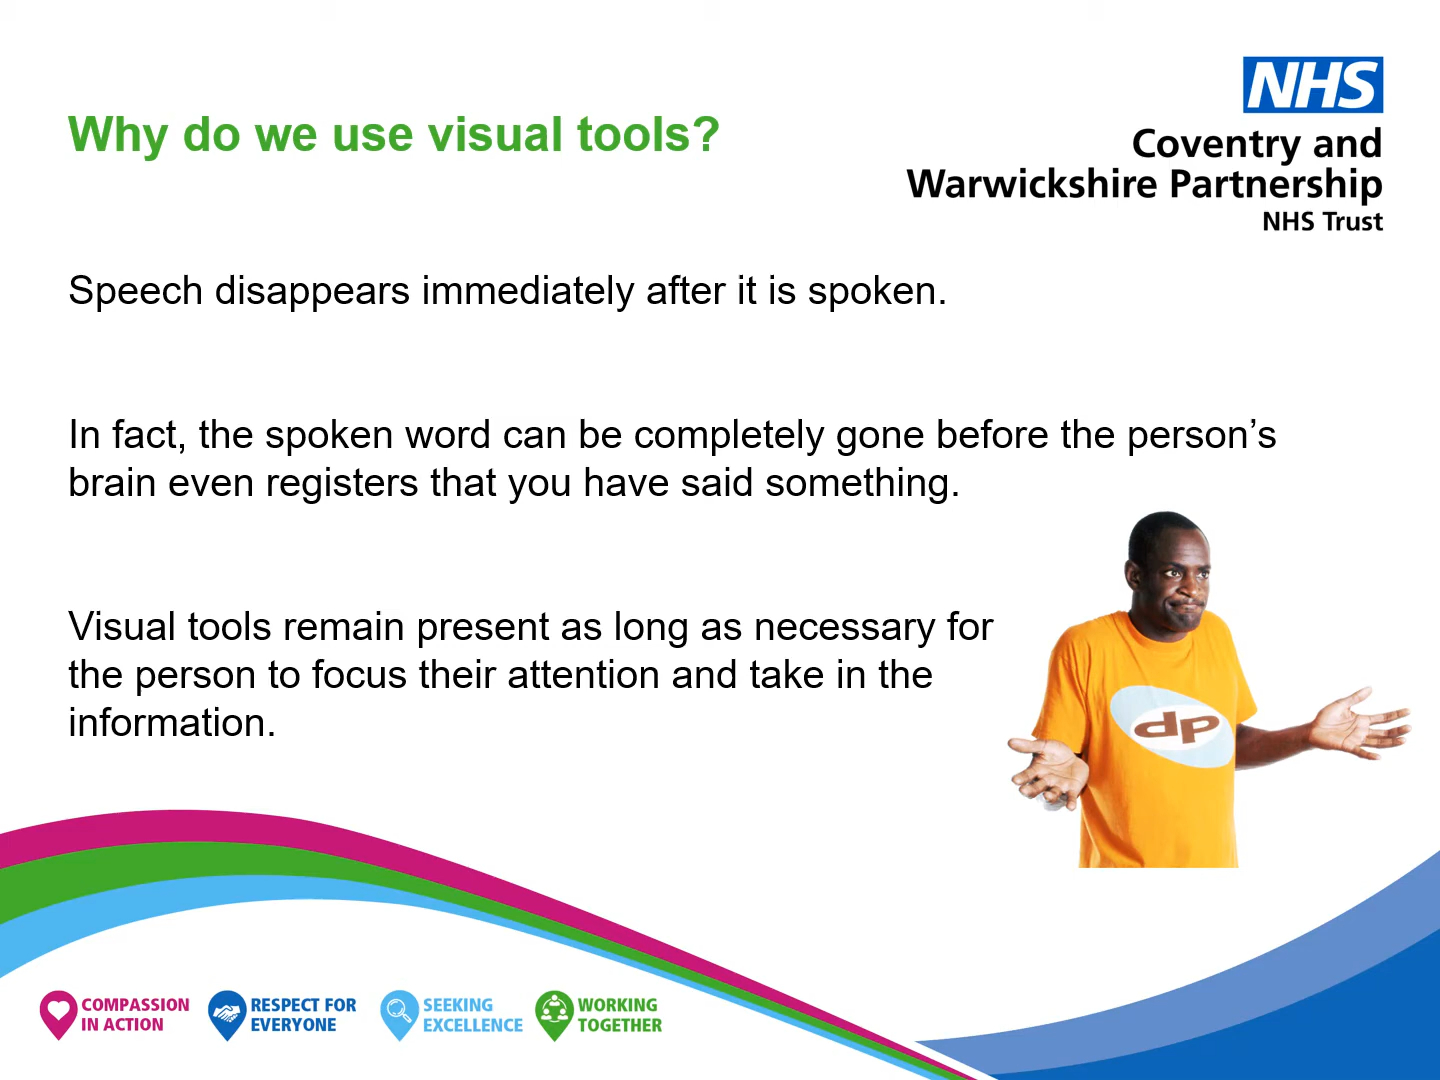 NHS
Coventry and
Warwickshire Partnership
NHS Trust
Why do we use visual tools?
Speech disappears immediately after it is spoken.
In fact, the spoken word can be completely gone before the person’s
brain even registers that you have said something.
Visual tools remain present as long as necessary for
the person to focus their attention and take in the
information.
dp
COMPASSION
IN ACTION
RESPECT FOR
EVERYONE
SEEKING
EXCELLENCE
WORKING
TOGETHER